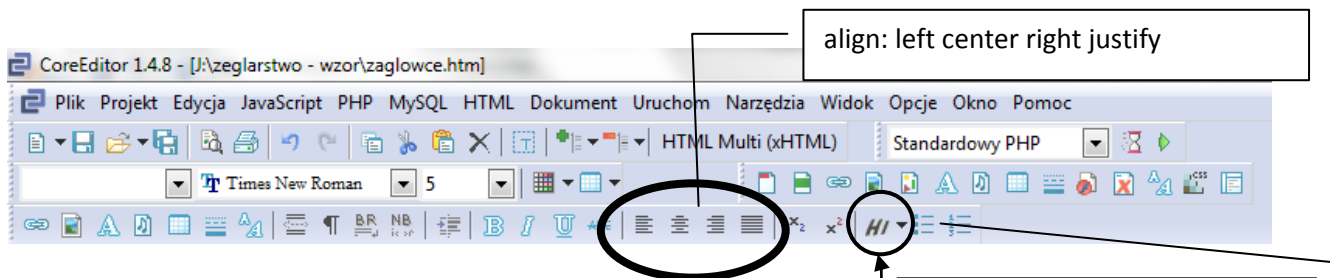 align: left center right justify
CoreEditor 1.4.8 - [J:\zeglarstwo - wzor\zaglowce.htm]
Plik Projekt Edycja JavaScript PHP MySQL HTML Dokument Uruchom Narzędzia Widok Opcje Okno Pomoc
HTML Multi (xHTML) Standardowy PHP
Times New Roman 5
BR NB B I U X₂ x² H1